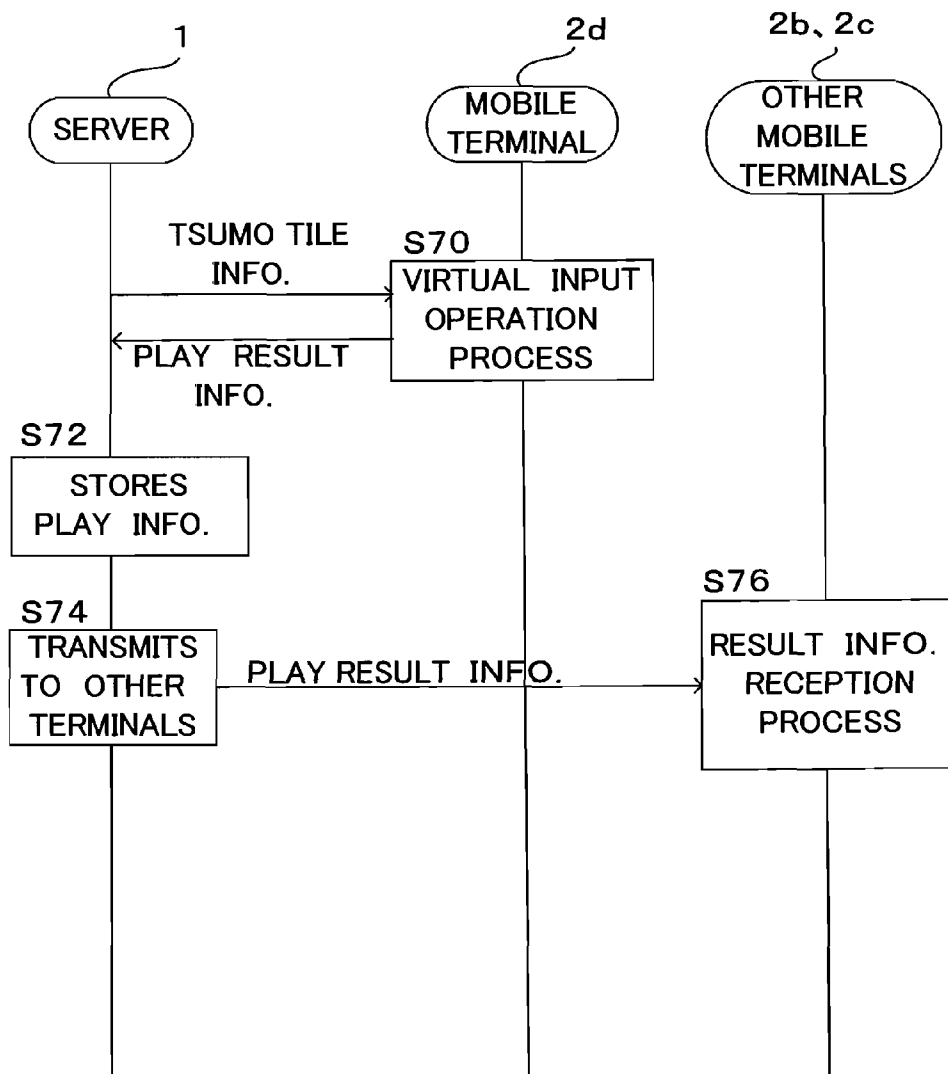 1
2d
2b、2c
SERVER
MOBILE
TERMINAL
OTHER
MOBILE
TERMINALS
TSUMO TILE
INFO.
S70
VIRTUAL INPUT
OPERATION
PROCESS
PLAY RESULT
INFO.
S72
STORES
PLAY INFO.
S74
TRANSMITS
TO OTHER
TERMINALS
PLAY RESULT INFO.
S76
RESULT INFO.
RECEPTION
PROCESS